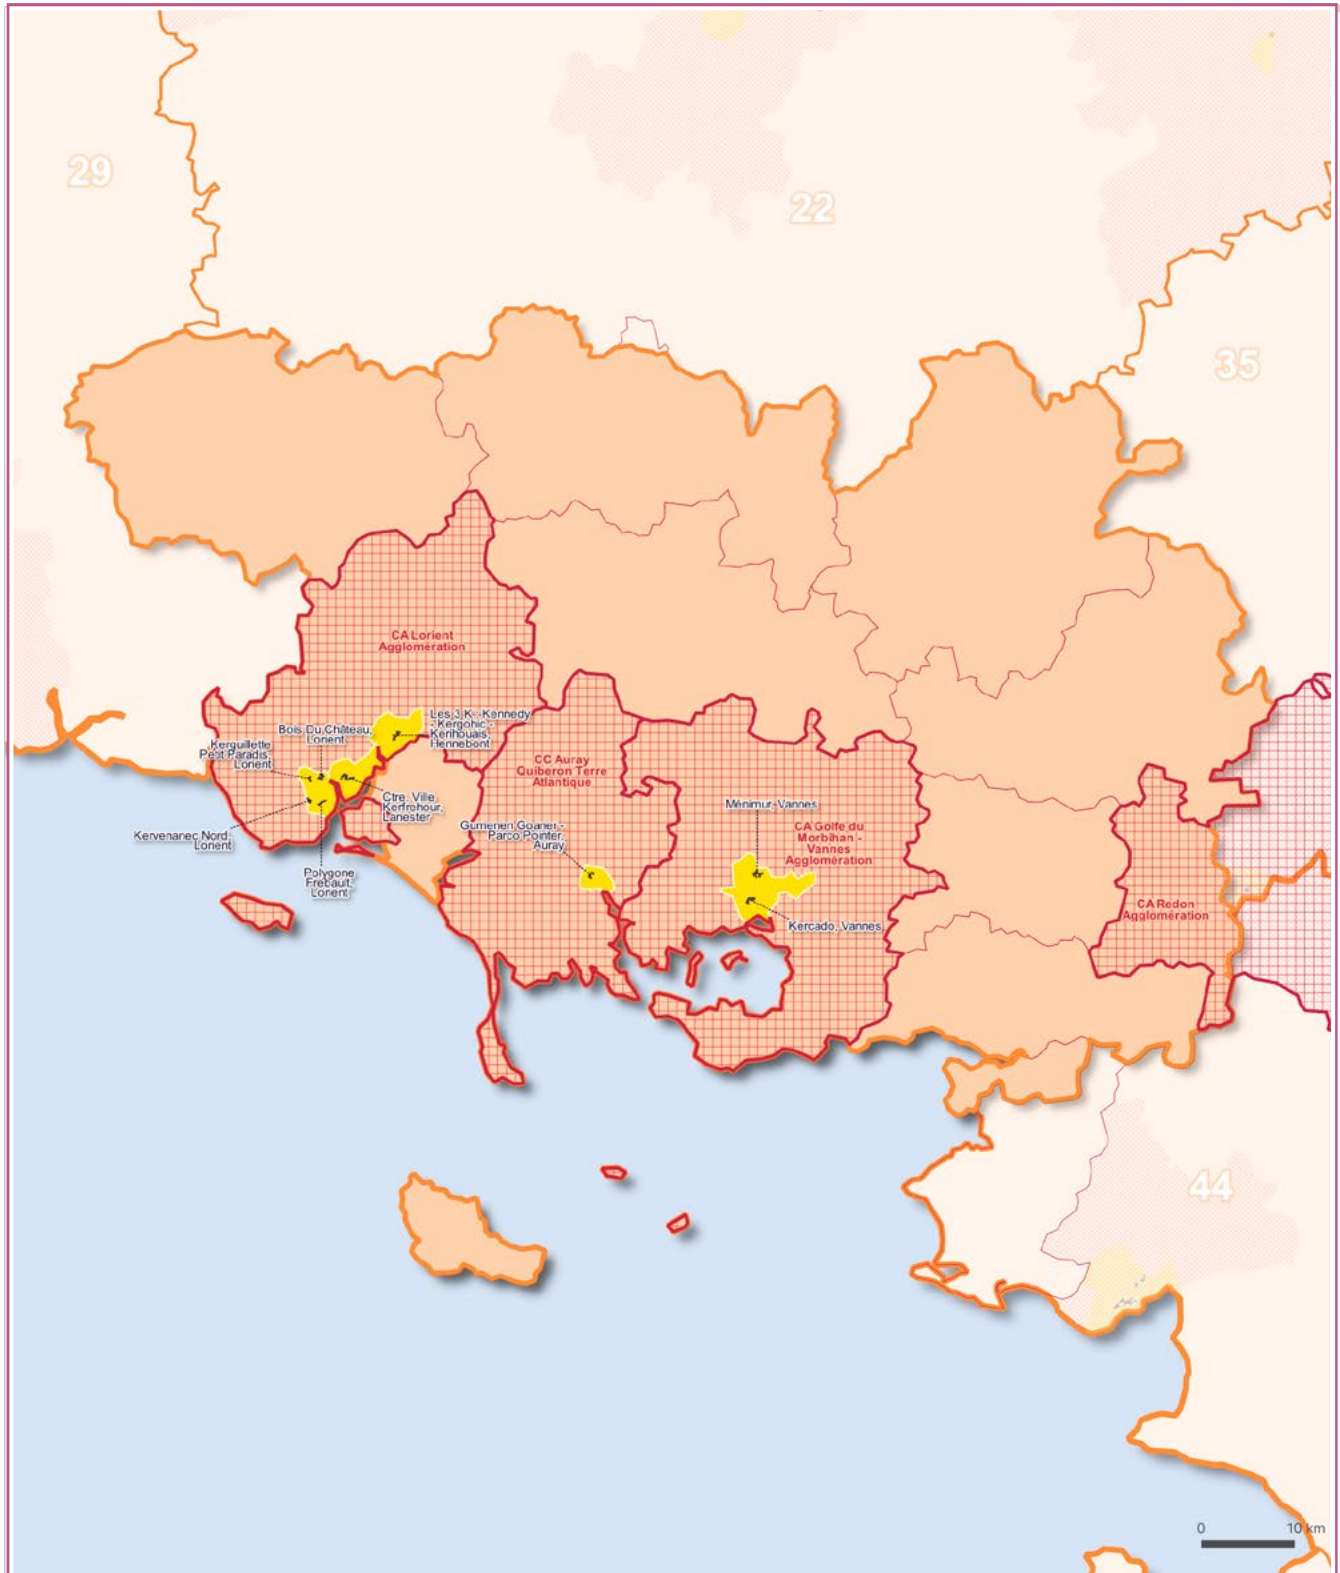 29
22
35
CA Lorient
Agglomération
Les 3 K : Kennedy
- Kergohic -
Kerihouais,
Hennebont
Bois Du Château,
Lorient
Kerguillette
Petit Paradis,
Lorient
CC Auray
Quiberon Terre
Atlantique
Ctre. Ville
Kerfréhour,
Lanester
Kervenanec Nord,
Lorient
Gumenen Goaner -
Parco Pointer,
Auray
Ménimur, Vannes
CA Golfe du
Morbihan -
Vannes
Agglomération
Polygone
Frébault,
Lorient
Kercado, Vannes
CA Redon
Agglomération
44
0 10 km